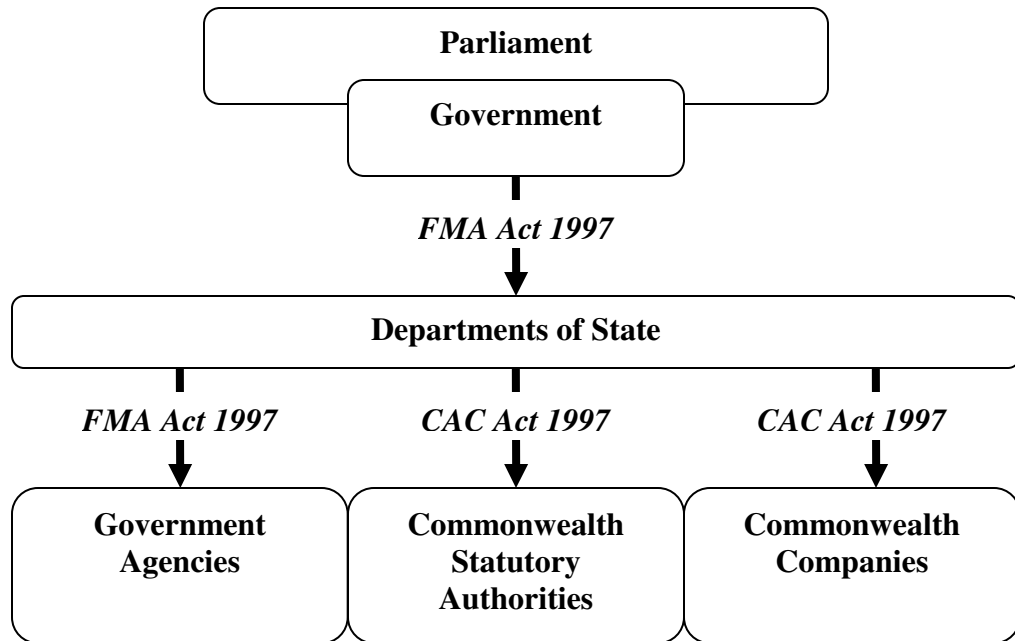 Parliament
Government
FMA Act 1997
Departments of State
FMA Act 1997
CAC Act 1997
CAC Act 1997
Government
Agencies
Commonwealth
Statutory
Authorities
Commonwealth
Companies